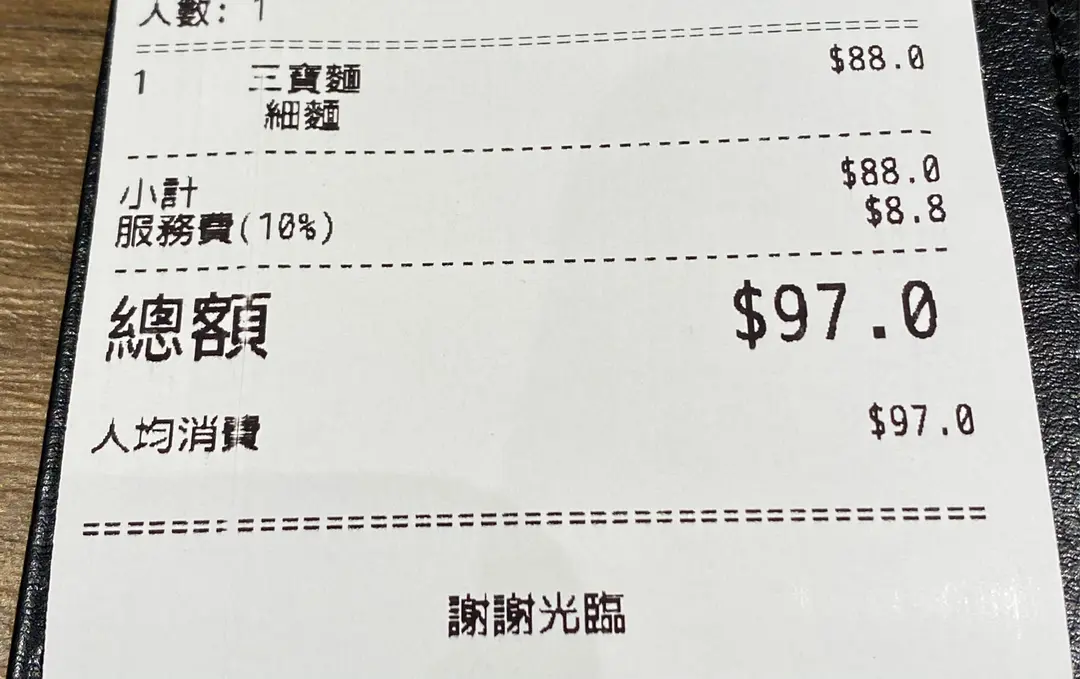 人數: 1
==========================================
1 三寶麵 $88.0
細麵
------------------------------------------
小計 $88.0
服務費(10%) $8.8
------------------------------------------
總額 $97.0
人均消費 $97.0
==========================================
謝謝光臨